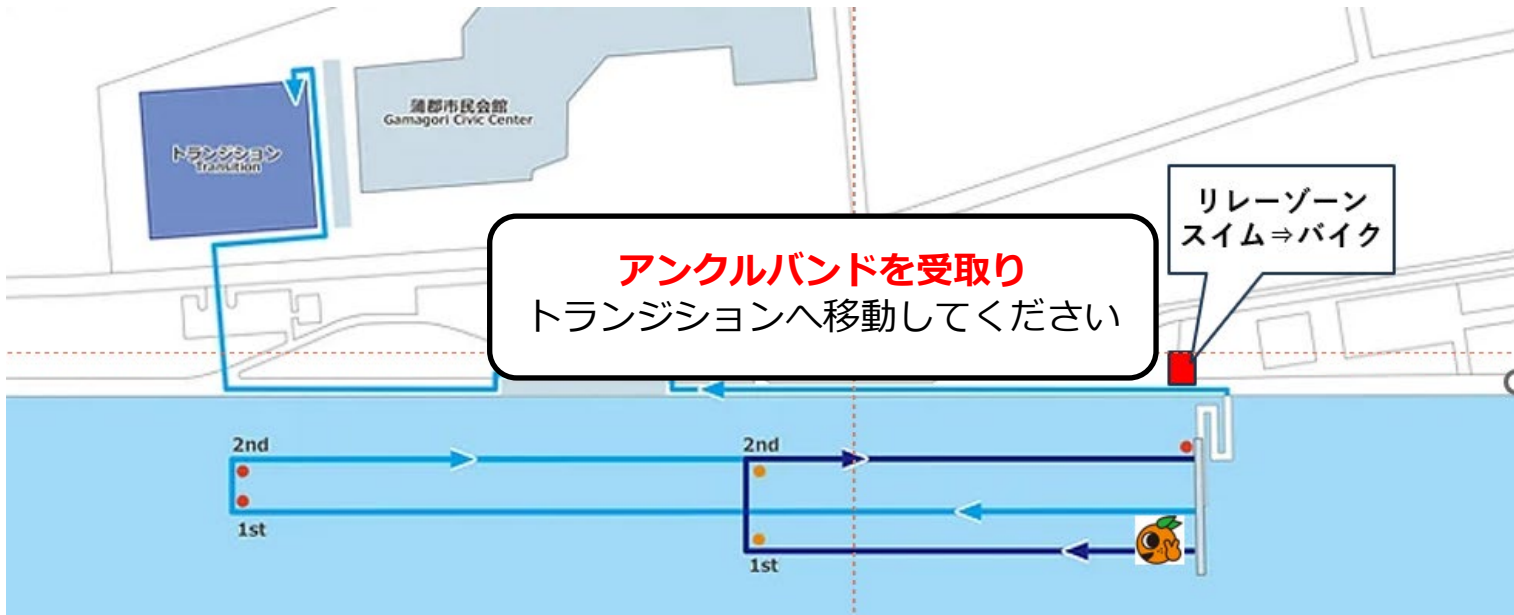 蒲郡市民会館
Gamagori Civic Center
トランジション
Transition
リレーゾーン
スイム⇒バイク
アンクルバンドを受取り
トランジションへ移動してください
2nd
2nd
1st
1st